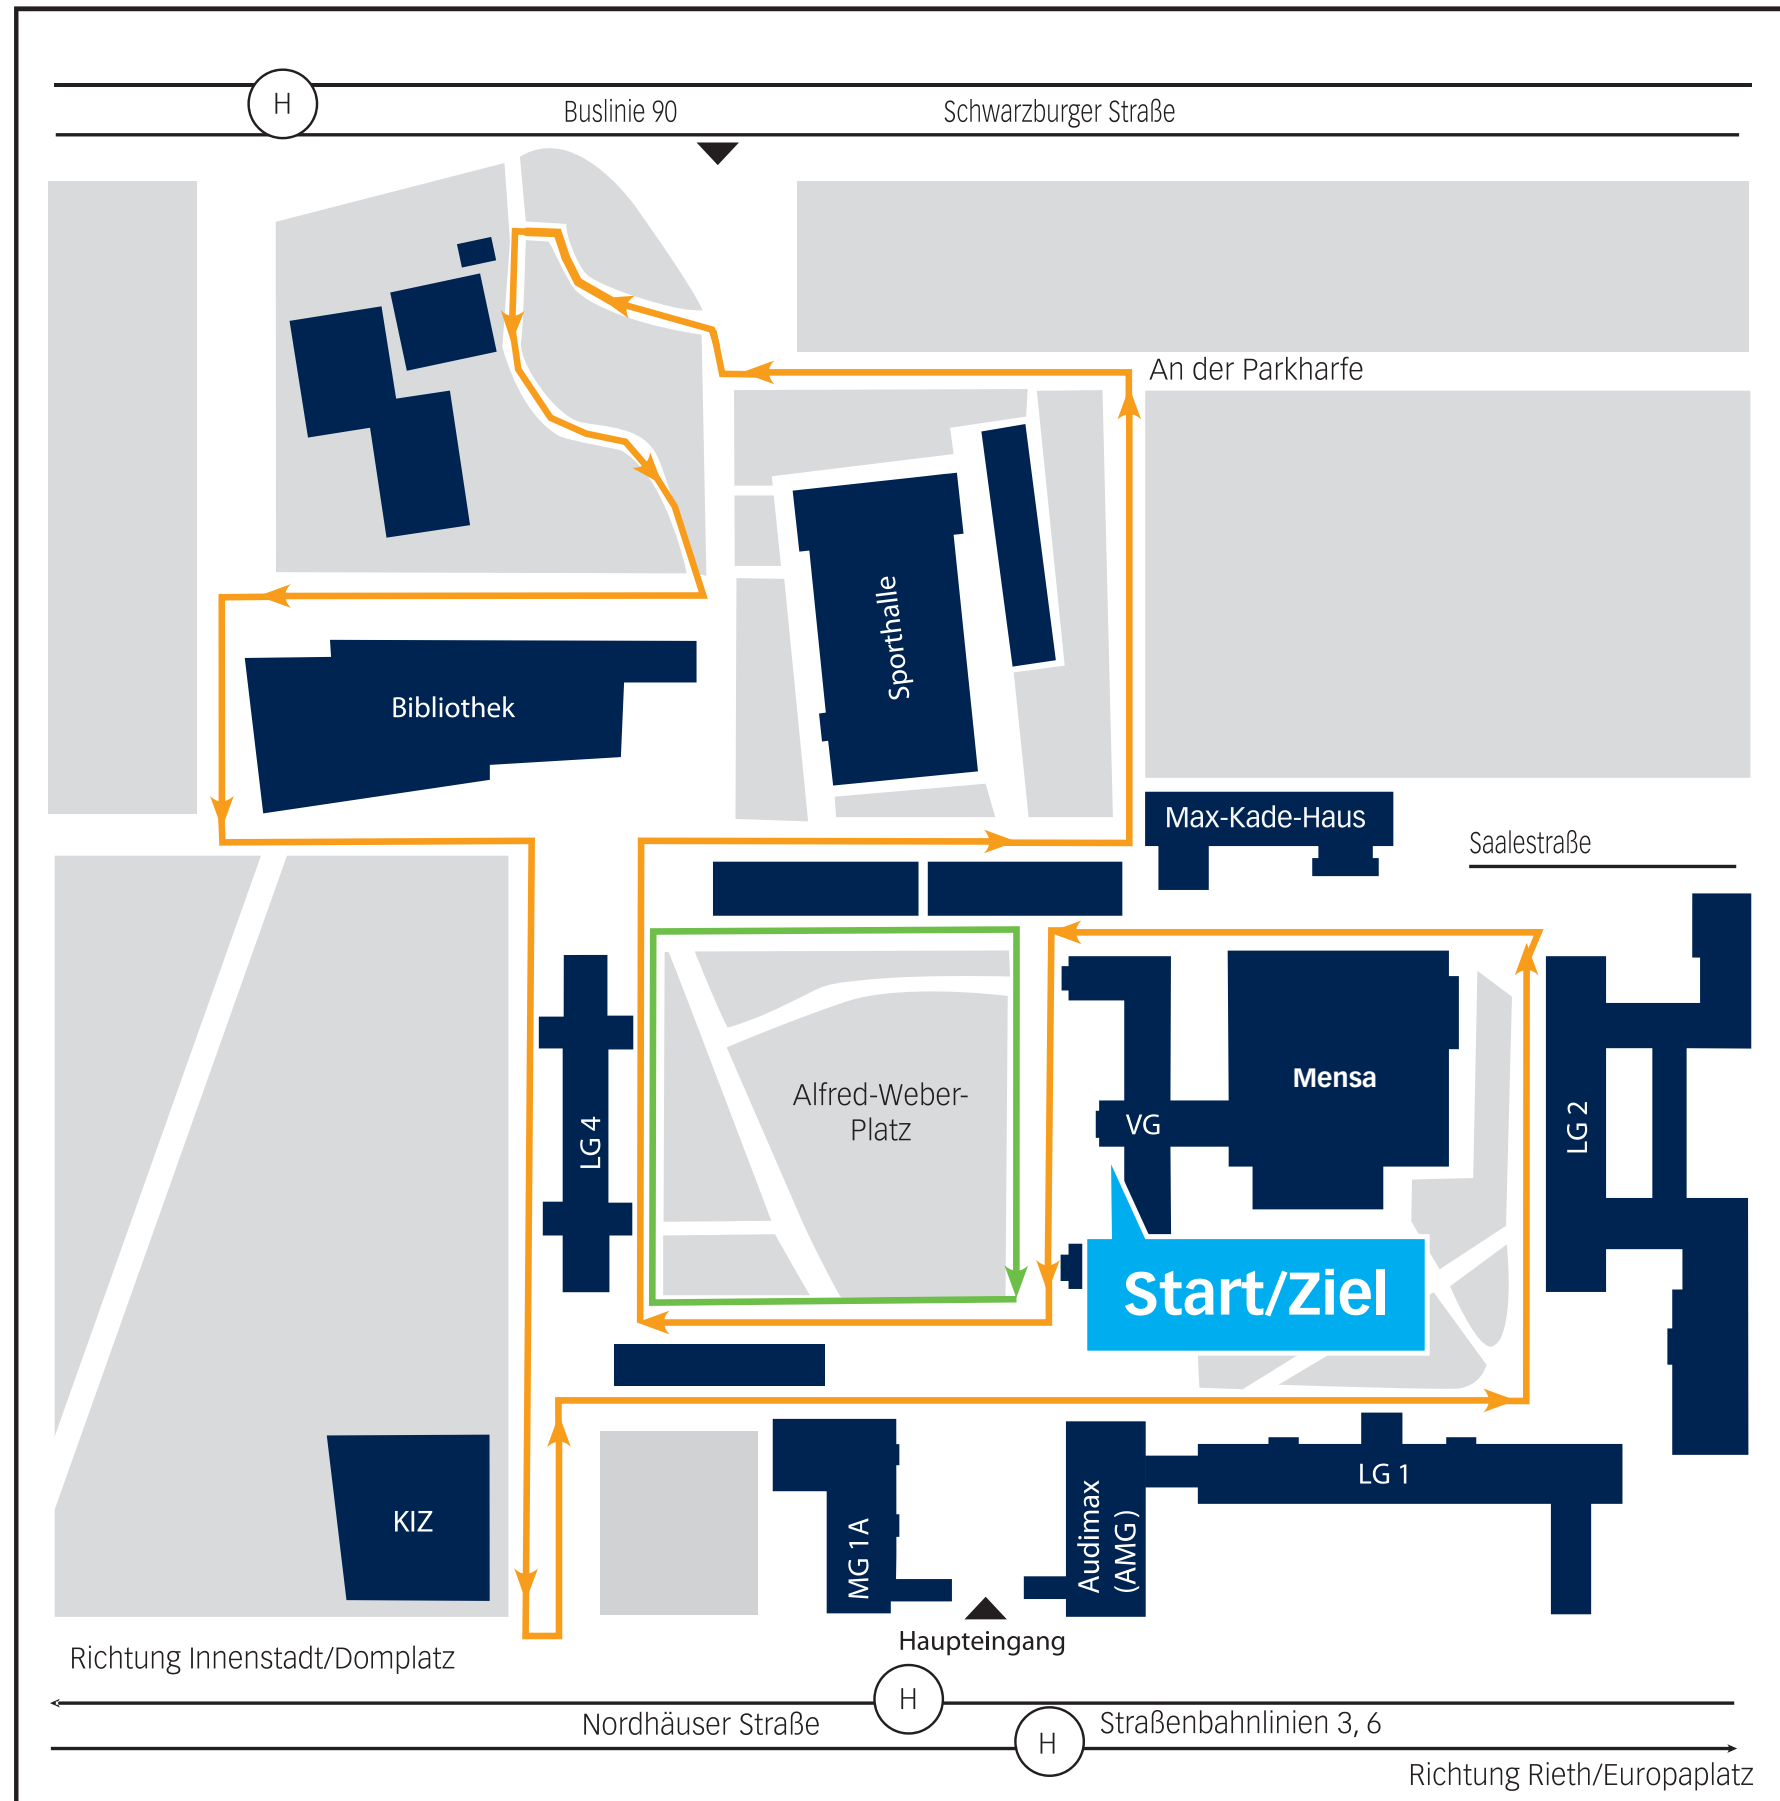 H
Buslinie 90
Schwarzburger Straße
An der Parkharfe
Sporthalle
Bibliothek
Max-Kade-Haus
Saalestraße
Alfred-Weber-
Platz
Mensa
VG
LG 4
LG 2
Start/Ziel
LG 1
KIZ
MG 1 A
Audimax
(AMG)
Haupteingang
Richtung Innenstadt/Domplatz
H
Nordhäuser Straße
H
Straßenbahnlinien 3, 6
Richtung Rieth/Europaplatz